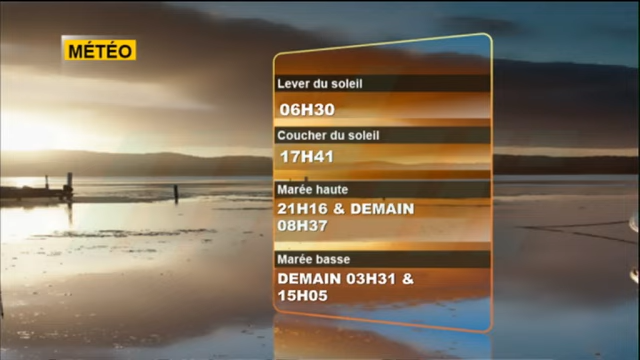 MÉTÉO
Lever du soleil
06H30
Coucher du soleil
17H41
Marée haute
21H16 & DEMAIN
08H37
Marée basse
DEMAIN 03H31 &
15H05